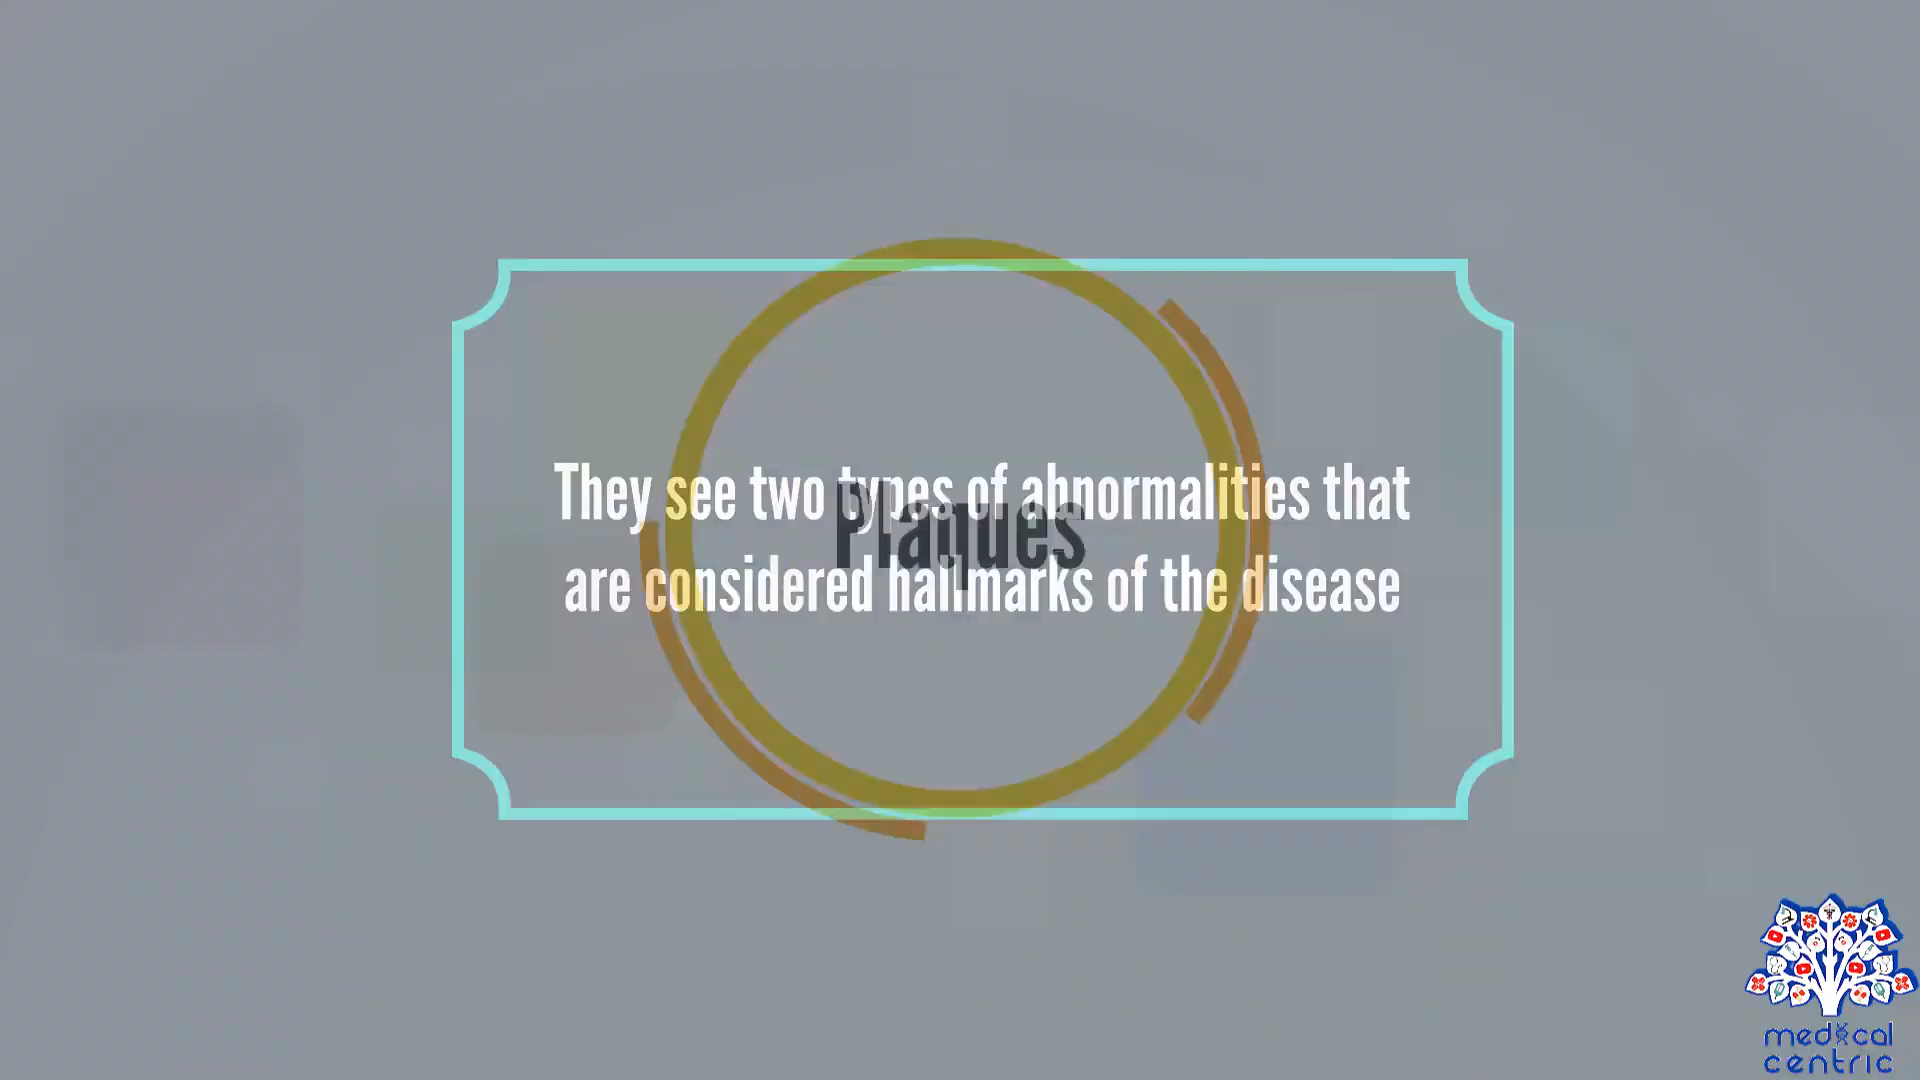 They see two types of abnormalities that
are considered hallmarks of the disease
Plaques
medical
centric